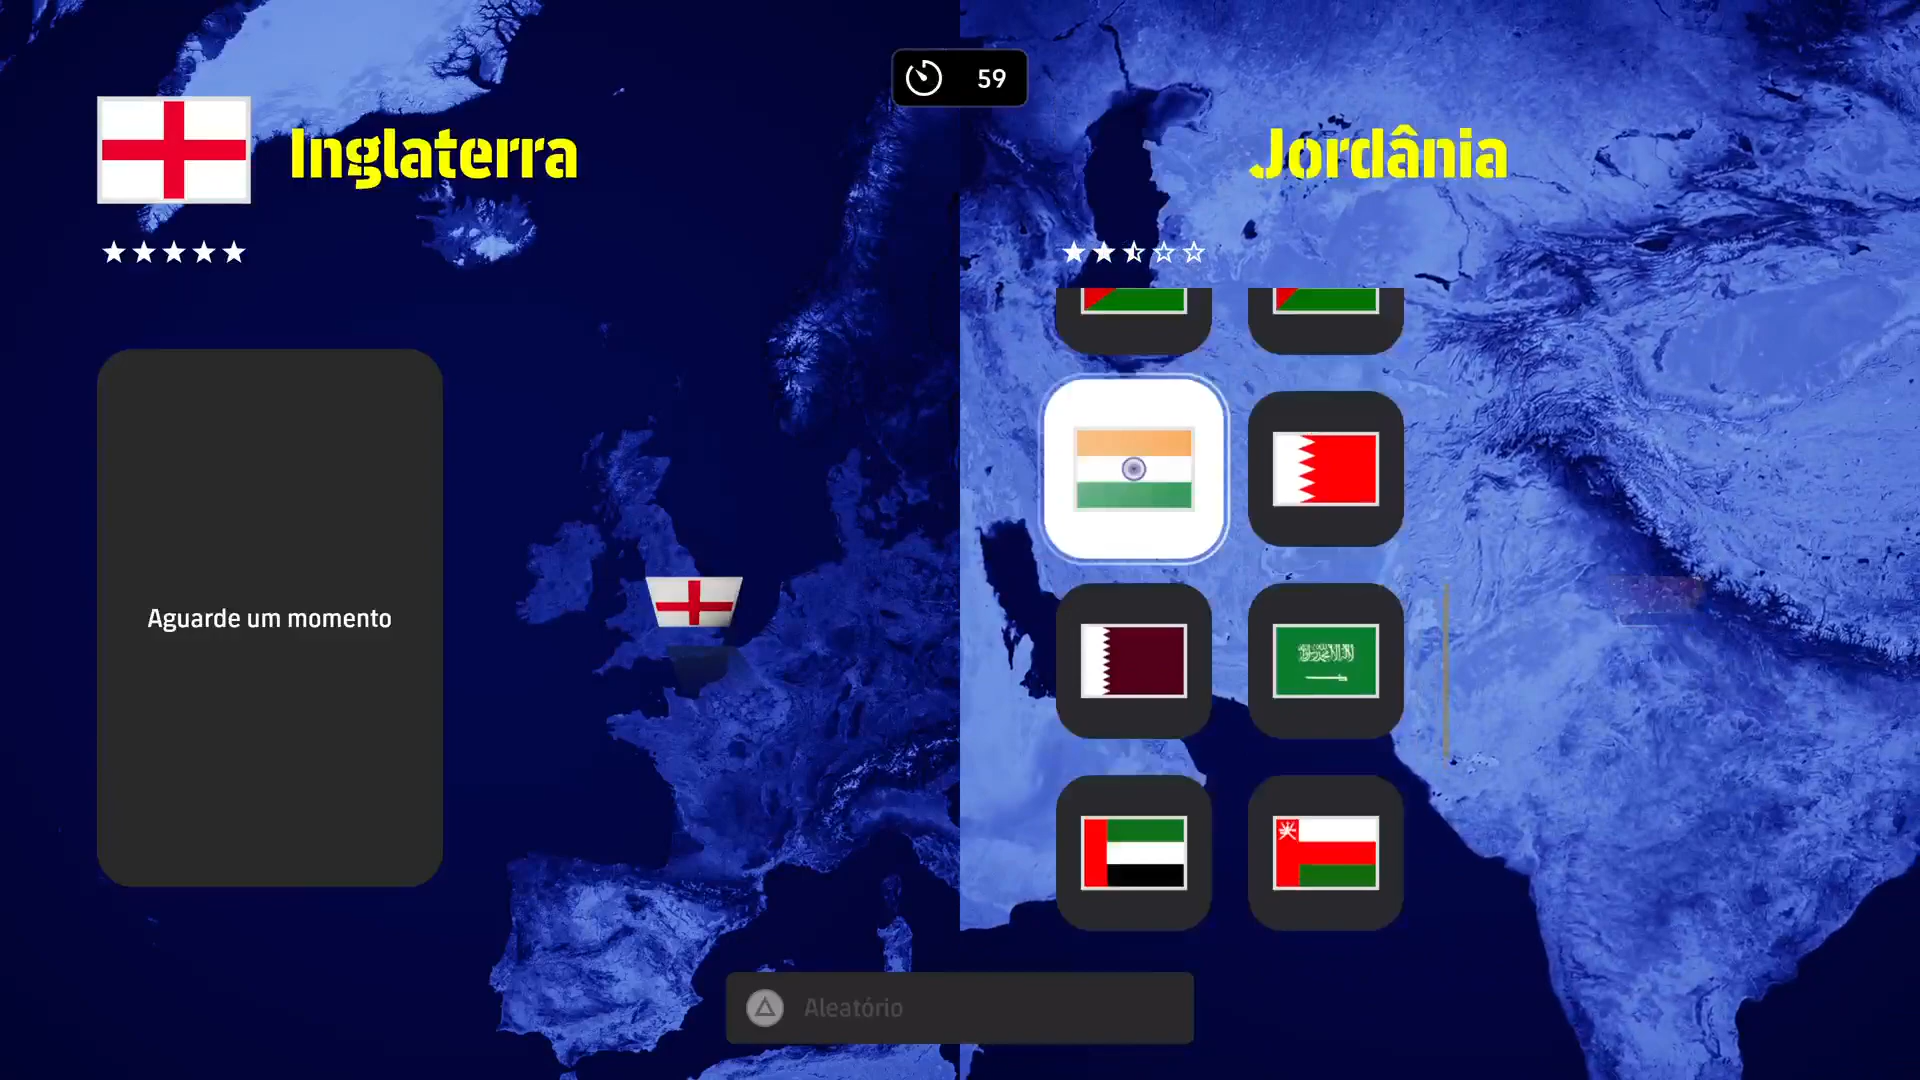 59
Inglaterra
Jordânia
Aguarde um momento
Aleatório